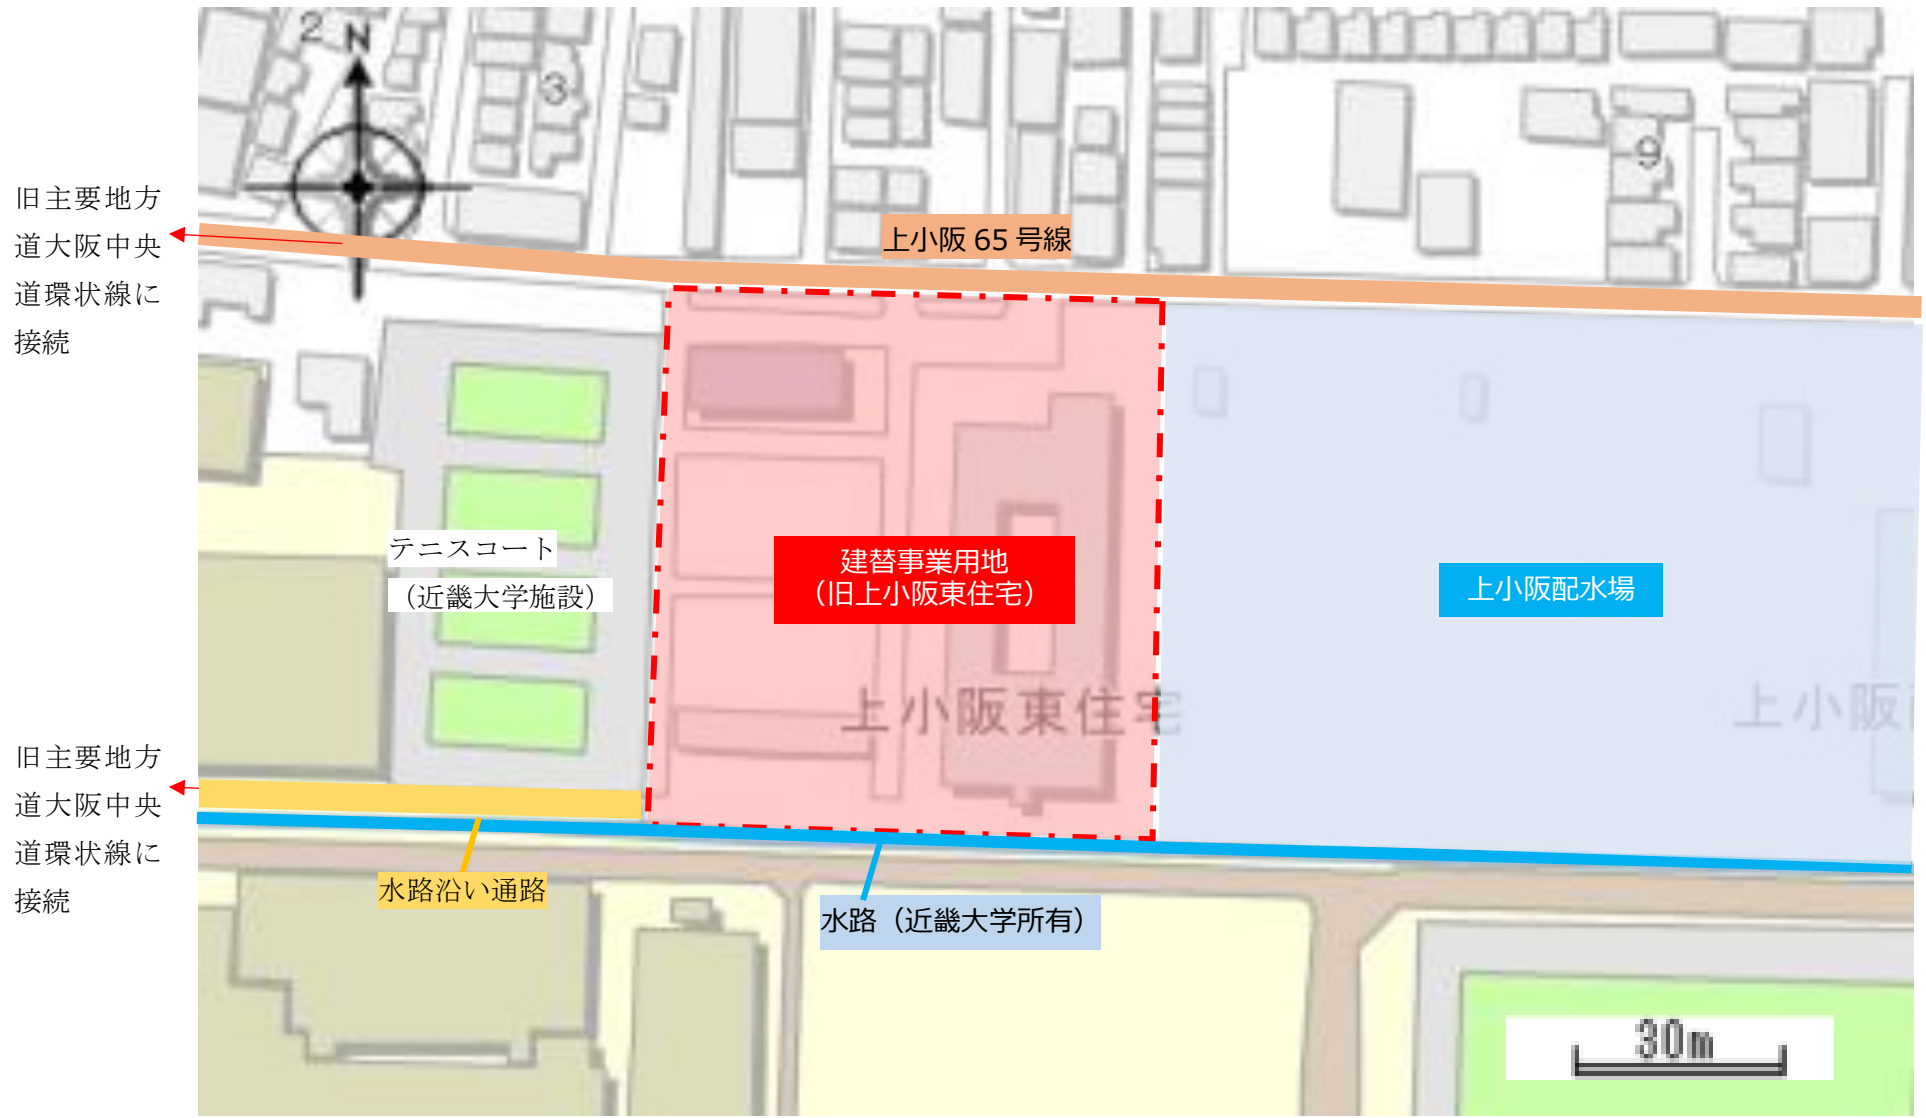 2
N
3
9
旧主要地方
道大阪中央
道環状線に
接続
上小阪 65 号線
テニスコート
（近畿大学施設）
建替事業用地
（旧上小阪東住宅）
上小阪配水場
上小阪東住宅
上小阪
旧主要地方
道大阪中央
道環状線に
接続
水路沿い通路
水路（近畿大学所有）
30m